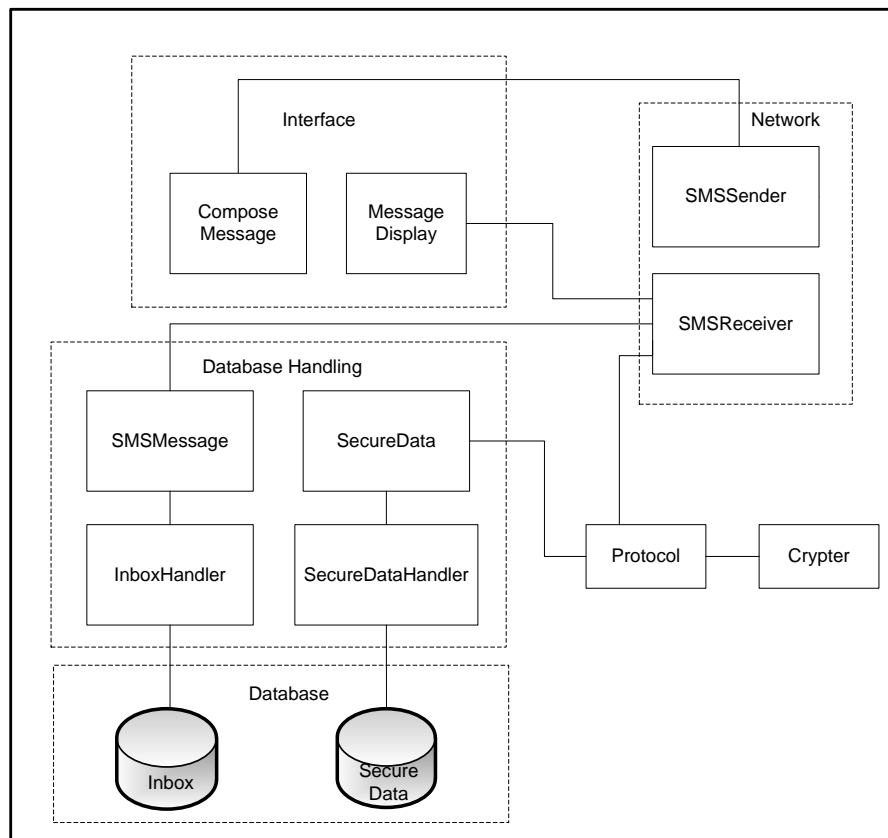 Interface
Network
Compose
Message
Message
Display
SMSSender
SMSReceiver
Database Handling
SMSMessage
SecureData
InboxHandler
SecureDataHandler
Protocol
Crypter
Database
Inbox
Secure
Data